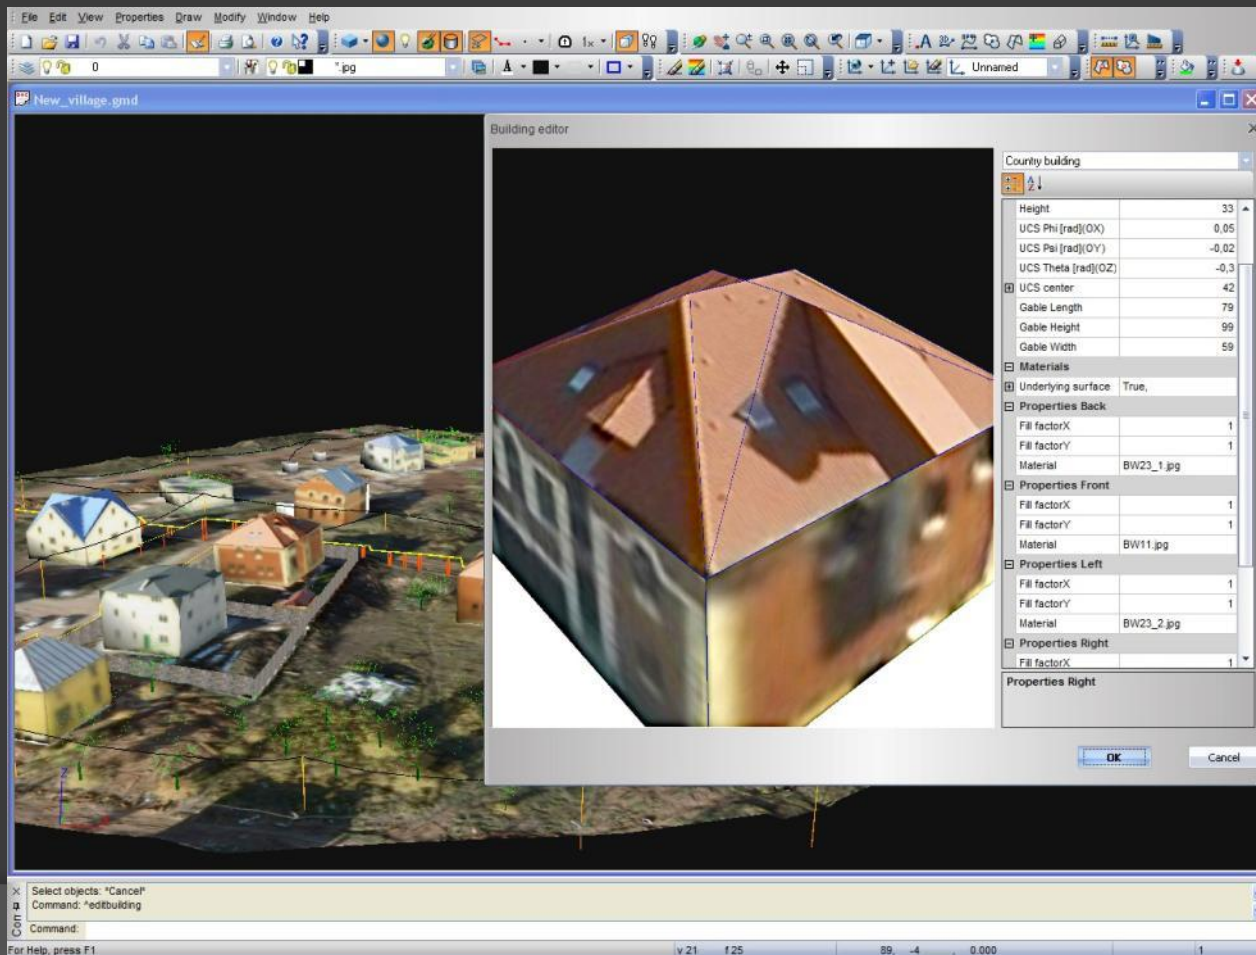 File Edit View Properties Draw Modify Window Help
0 *.jpg A Unnamed
New_village.gmd
Building editor
Country building
Height 33
UCS Phi [rad](OX) 0,05
UCS Psi [rad](OY) -0,02
UCS Theta [rad](OZ) -0,3
UCS center 42
Gable Length 79
Gable Height 99
Gable Width 59
Materials
Underlying surface True,
Properties Back
Fill factorX 1
Fill factorY 1
Material BW23_1.jpg
Properties Front
Fill factorX 1
Fill factorY 1
Material BW11.jpg
Properties Left
Fill factorX 1
Fill factorY 1
Material BW23_2.jpg
Properties Right
Fill factorX 1
Properties Right
OK Cancel
Select objects: *Cancel*
Command: ^editbuilding
Command:
For Help, press F1 v 21 f 25 89, -4 , 0.000 1